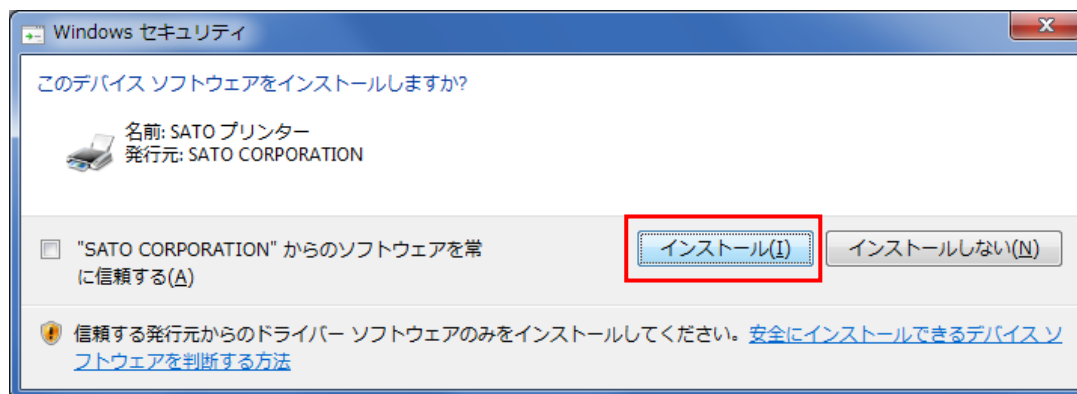 Windows セキュリティ
このデバイス ソフトウェアをインストールしますか?
名前: SATO プリンター
発行元: SATO CORPORATION
"SATO CORPORATION" からのソフトウェアを常
に信頼する(A)
インストール(I)
インストールしない(N)
信頼する発行元からのドライバー ソフトウェアのみをインストールしてください。安全にインストールできるデバイス ソ
フトウェアを判断する方法